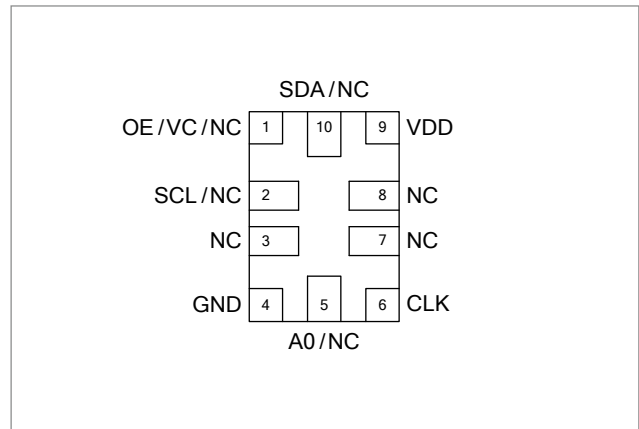 SDA/NC
OE/VC/NC 1 10 9 VDD
SCL/NC 2 8 NC
NC 3 7 NC
GND 4 5 6 CLK
A0/NC